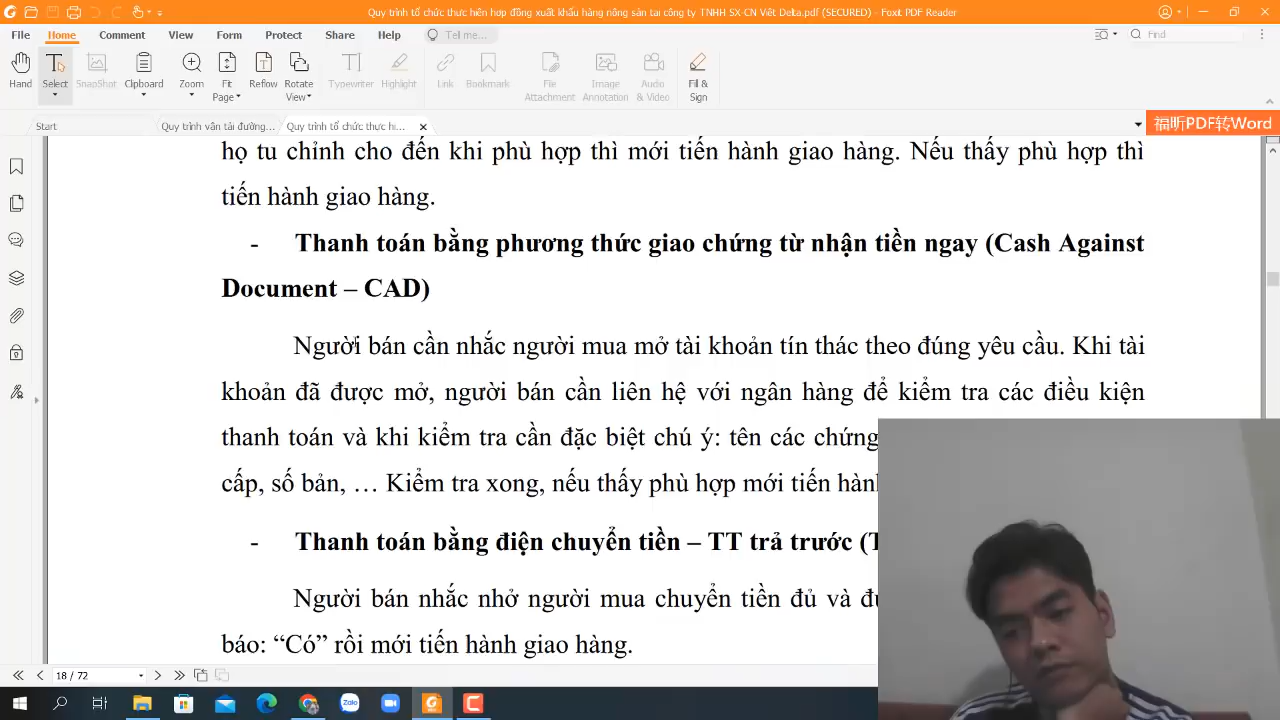 Quy trình tổ chức thực hiên hợp đồng xuất khẩu hàng nông sản tai công ty TNHH SX-CN Viêt Delta.pdf (SECURED) - Foxit PDF Reader
File Home Comment View Form Protect Share Help Tell me... Find
Hand Select SnapShot Clipboard Zoom Fit Page Reflow Rotate View Typewriter Highlight Link Bookmark File Attachment Image Annotation Audio & Video Fill & Sign
Start Quy trình vân tải đường... Quy trình tổ chức thực hi... 福昕PDF转Word
họ tu chỉnh cho đến khi phù hợp thì mới tiến hành giao hàng. Nếu thấy phù hợp thì
tiến hành giao hàng.
- Thanh toán bằng phương thức giao chứng từ nhận tiền ngay (Cash Against
Document – CAD)
Người bán cần nhắc người mua mở tài khoản tín thác theo đúng yêu cầu. Khi tài
khoản đã được mở, người bán cần liên hệ với ngân hàng để kiểm tra các điều kiện
thanh toán và khi kiểm tra cần đặc biệt chú ý: tên các chứng
cấp, số bản, … Kiểm tra xong, nếu thấy phù hợp mới tiến hành
- Thanh toán bằng điện chuyển tiền – TT trả trước (T
Người bán nhắc nhở người mua chuyển tiền đủ và
báo: “Có” rồi mới tiến hành giao hàng.
18 / 72
Zalo